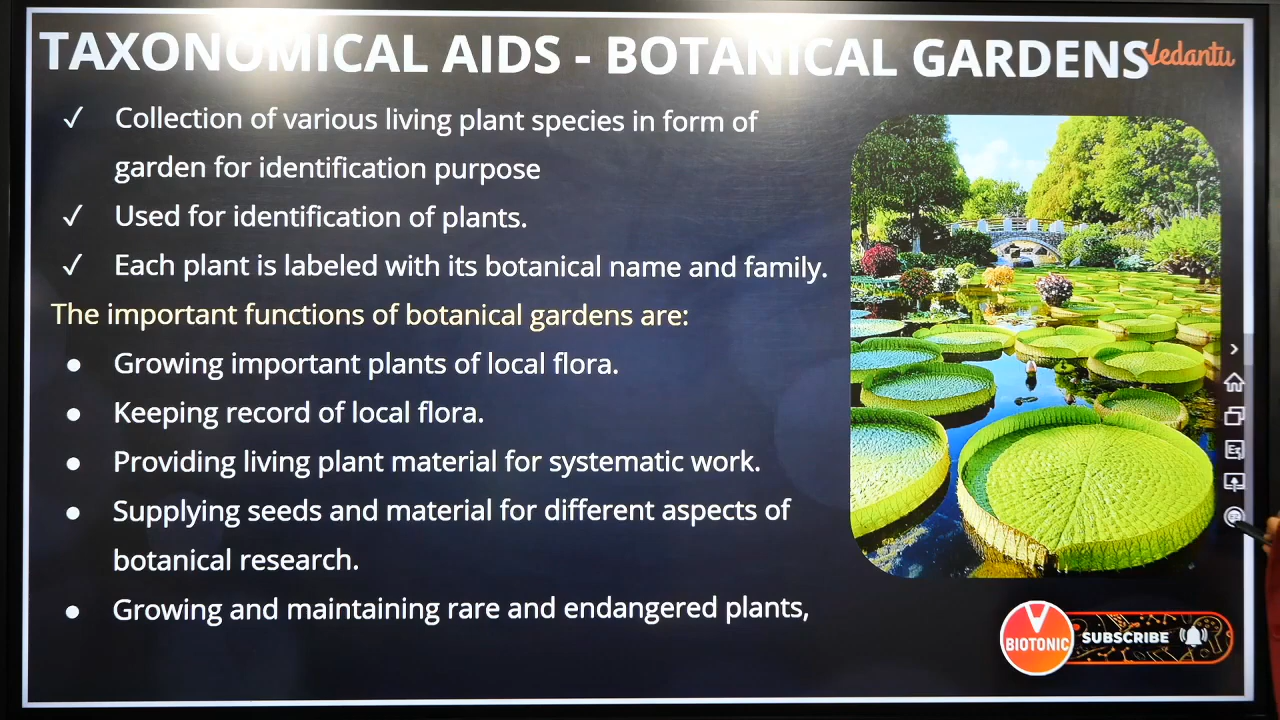 TAXONOMICAL AIDS - BOTANICAL GARDENS
Vedantu
✓ Collection of various living plant species in form of
garden for identification purpose
✓ Used for identification of plants.
✓ Each plant is labeled with its botanical name and family.
The important functions of botanical gardens are:
● Growing important plants of local flora.
● Keeping record of local flora.
● Providing living plant material for systematic work.
● Supplying seeds and material for different aspects of
botanical research.
● Growing and maintaining rare and endangered plants,
BIOTONIC
SUBSCRIBE